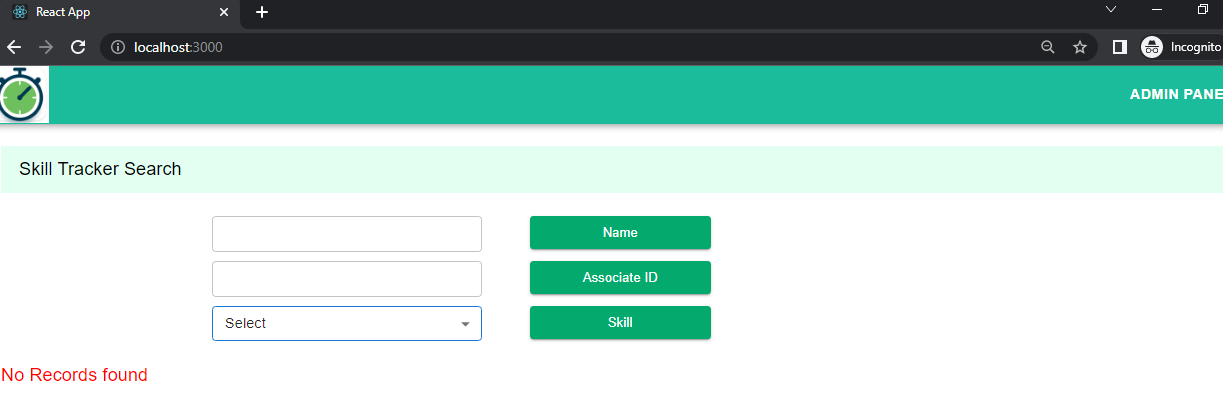 React App
localhost:3000
Incognito
ADMIN PANE
Skill Tracker Search
Name
Associate ID
Select
Skill
No Records found